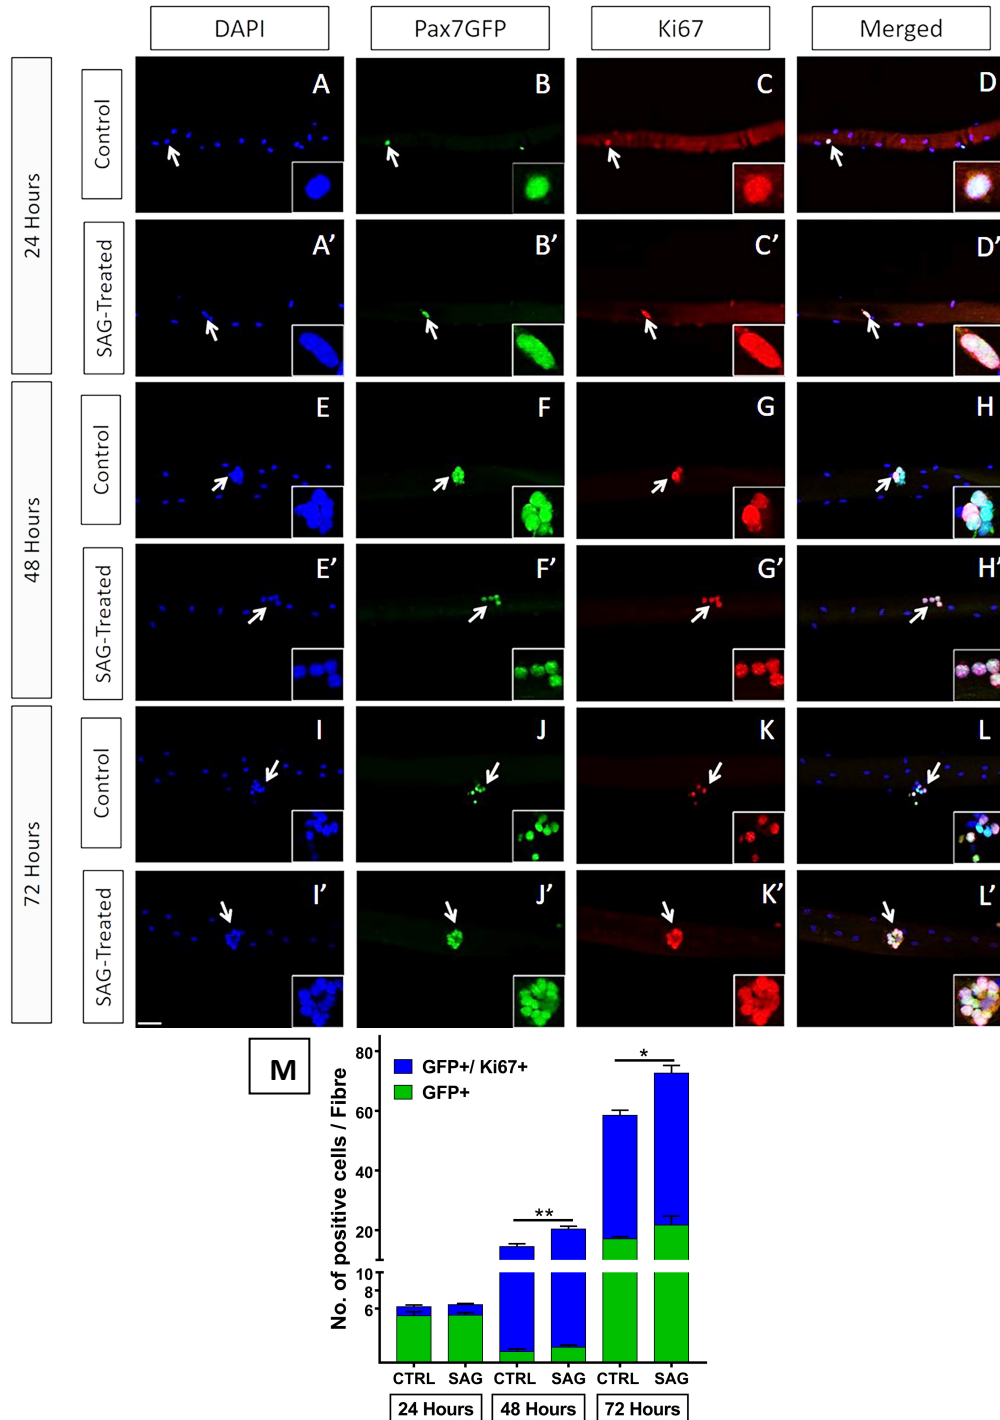 DAPI Pax7GFP Ki67 Merged
24 Hours
Control
A B C D
SAG-Treated
A’ B’ C’ D’
48 Hours
Control
E F G H
SAG-Treated
E’ F’ G’ H’
72 Hours
Control
I J K L
SAG-Treated
I’ J’ K’ L’
M
No. of positive cells / Fibre
80
60
40
20
10
8
6
GFP+/ Ki67+
GFP+
**
*
CTRL SAG CTRL SAG CTRL SAG
24 Hours 48 Hours 72 Hours